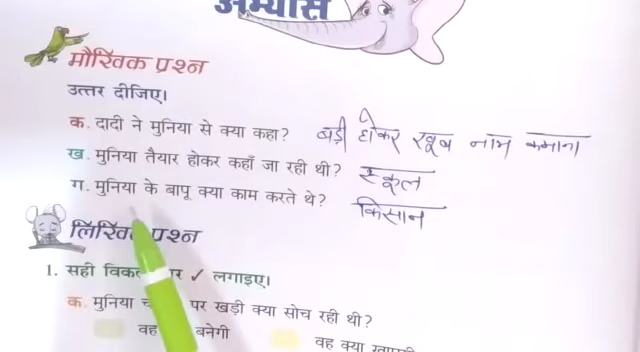 अभ्यास
मौखिक प्रश्न
उत्तर दीजिए।
क. दादी ने मुनिया से क्या कहा? बड़ी होकर खूब नाम कमाना
ख. मुनिया तैयार होकर कहाँ जा रही थी? स्कूल
ग. मुनिया के बापू क्या काम करते थे? किसान
लिखित प्रश्न
1. सही विकल्प पर ✓ लगाइए।
क. मुनिया पर खड़ी क्या सोच रही थी?
वह बनेगी
वह क्या